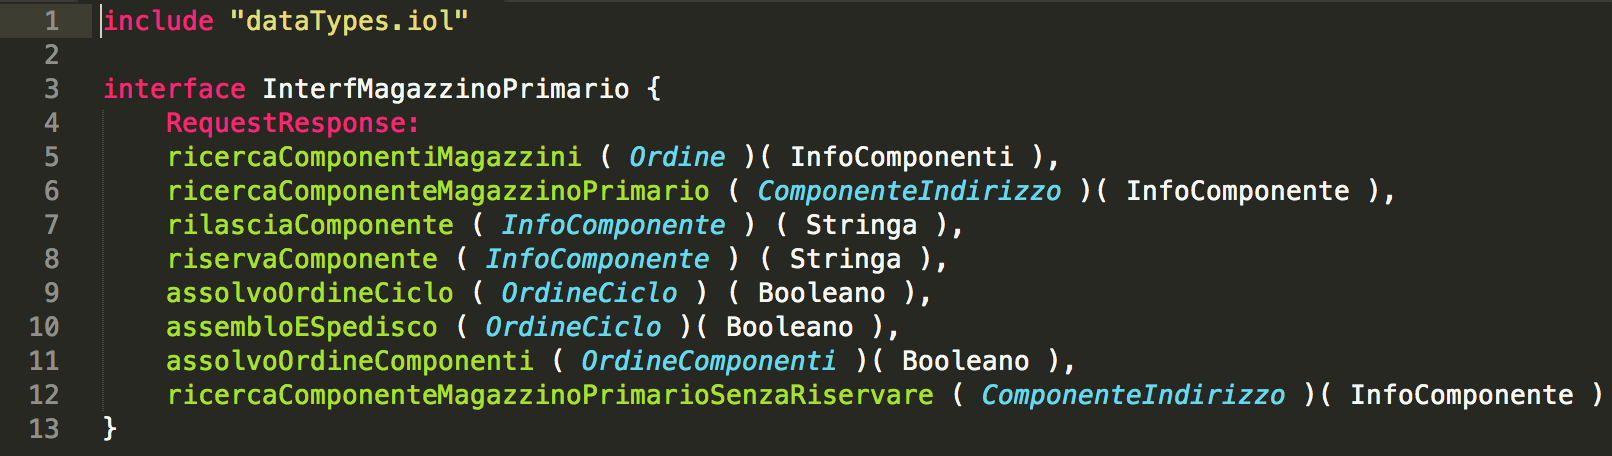 1 include "dataTypes.iol"
2
3 interface InterfMagazzinoPrimario {
4 RequestResponse:
5 ricercaComponentiMagazzini ( Ordine )( InfoComponenti ),
6 ricercaComponenteMagazzinoPrimario ( ComponenteIndirizzo )( InfoComponente ),
7 rilasciaComponente ( InfoComponente ) ( Stringa ),
8 riservaComponente ( InfoComponente ) ( Stringa ),
9 assolvoOrdineCiclo ( OrdineCiclo ) ( Booleano ),
10 assembloESpedisco ( OrdineCiclo )( Booleano ),
11 assolvoOrdineComponenti ( OrdineComponenti )( Booleano ),
12 ricercaComponenteMagazzinoPrimarioSenzaRiservare ( ComponenteIndirizzo )( InfoComponente )
13 }